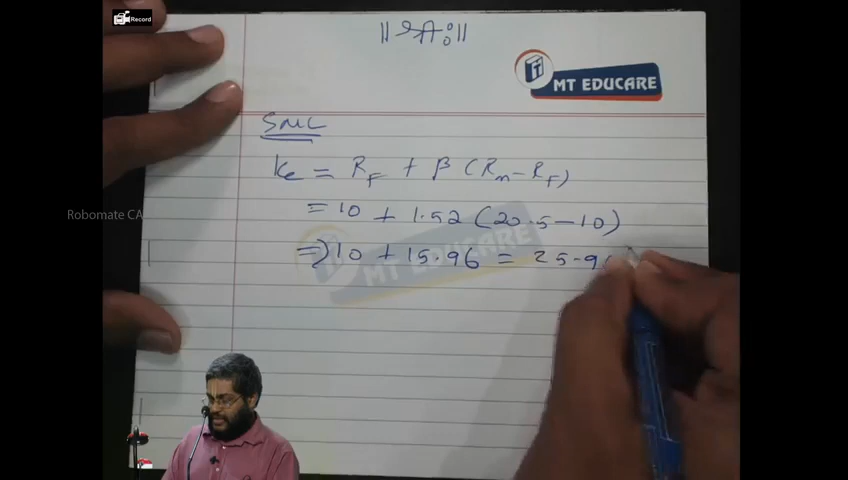 Record
|| श्रीः ||
MT EDUCARE
SML
Ke = RF + β (Rm - RF)
Robomate CA
= 10 + 1.52 (20.5 - 10)
MT EDUCARE
=) 10 + 15.96 = 25.9